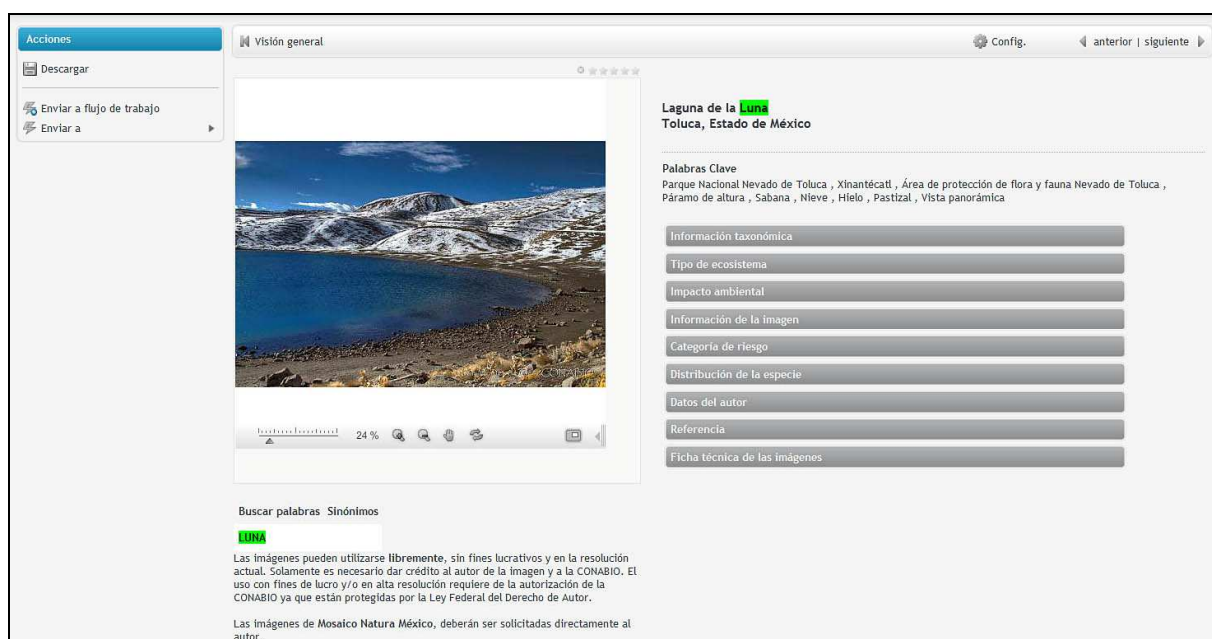 Acciones
Descargar
Enviar a flujo de trabajo
Enviar a
Visión general
Config.
anterior | siguiente
Laguna de la Luna
Toluca, Estado de México
Palabras Clave
Parque Nacional Nevado de Toluca , Xinantécatl , Área de protección de flora y fauna Nevado de Toluca ,
Páramo de altura , Sabana , Nieve , Hielo , Pastizal , Vista panorámica
Información taxonómica
Tipo de ecosistema
Impacto ambiental
Información de la imagen
Categoría de riesgo
Distribución de la especie
Datos del autor
Referencia
Ficha técnica de las imágenes
CONABIO
24 %
Buscar palabras Sinónimos
LUNA
Las imágenes pueden utilizarse libremente, sin fines lucrativos y en la resolución
actual. Solamente es necesario dar crédito al autor de la imagen y a la CONABIO. El
uso con fines de lucro y/o en alta resolución requiere de la autorización de la
CONABIO ya que están protegidas por la Ley Federal del Derecho de Autor.
Las imágenes de Mosaico Natura México, deberán ser solicitadas directamente al
autor.